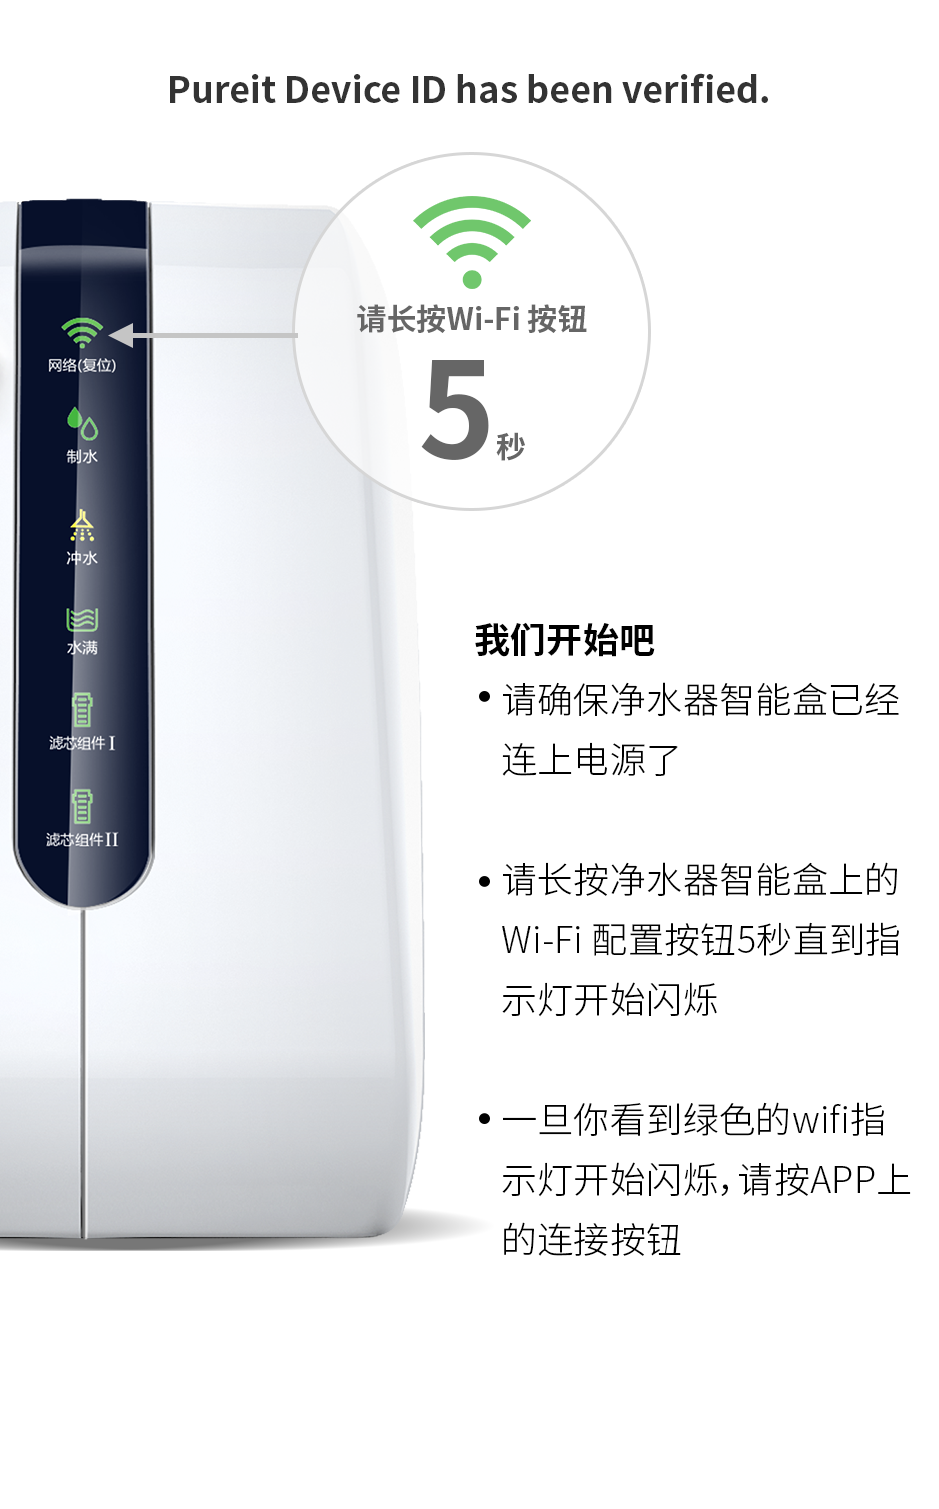 Pureit Device ID has been verified.
请长按Wi-Fi 按钮
5秒
网络(复位)
制水
冲水
水满
滤芯组件 I
滤芯组件 II
我们开始吧
• 请确保净水器智能盒已经
连上电源了
• 请长按净水器智能盒上的
Wi-Fi 配置按钮5秒直到指
示灯开始闪烁
• 一旦你看到绿色的wifi指
示灯开始闪烁, 请按APP上
的连接按钮